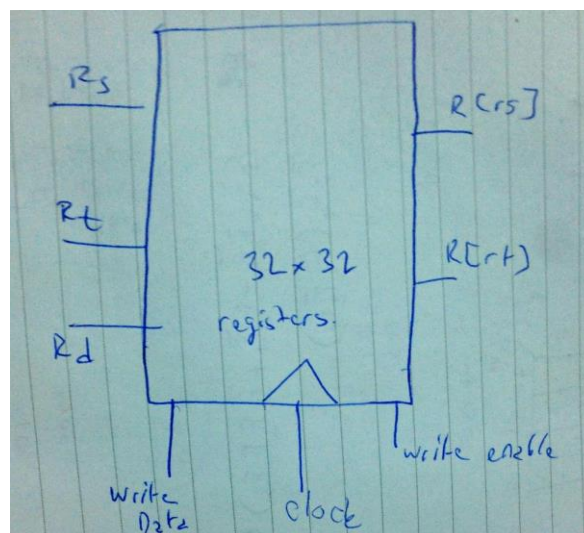 Rs
R[rs]
Rt
R[rt]
32 x 32
registers.
Rd
write enable
write
Data
clock